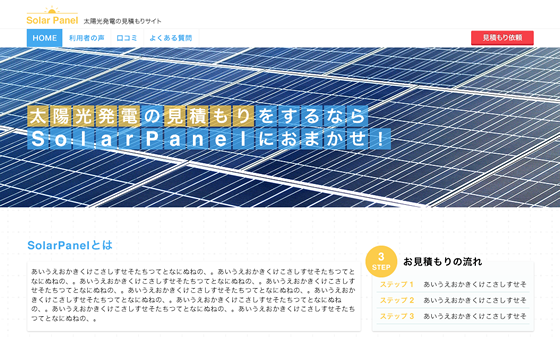 Solar Panel 太陽光発電の見積もりサイト
HOME 利用者の声 口コミ よくある質問 見積もり依頼
太陽光発電の見積もりをするなら
SolarPanelにおまかせ！
SolarPanelとは
あいうえおかきくけこさしすせそたちつてとなにぬねの、。あいうえおかきくけこさしすせそたちつてと
なにぬねの、。あいうえおかきくけこさしすせそたちつてとなにぬねの、。あいうえおかきくけこさし
すせそたちつてとなにぬねの、。あいうえおかきくけこさしすせそたちつてとなにぬねの、。あいうえお
かきくけこさしすせそたちつてとなにぬねの、。あいうえおかきくけこさしすせそたちつてとなにぬね
の、。あいうえおかきくけこさしすせそたちつてとなにぬねの、。あいうえおかきくけこさしすせそたち
つてとなにぬねの、。
3
STEP
お見積もりの流れ
ステップ 1 あいうえおかきくけこさしすせそ
ステップ 2 あいうえおかきくけこさしすせそ
ステップ 3 あいうえおかきくけこさしすせそ